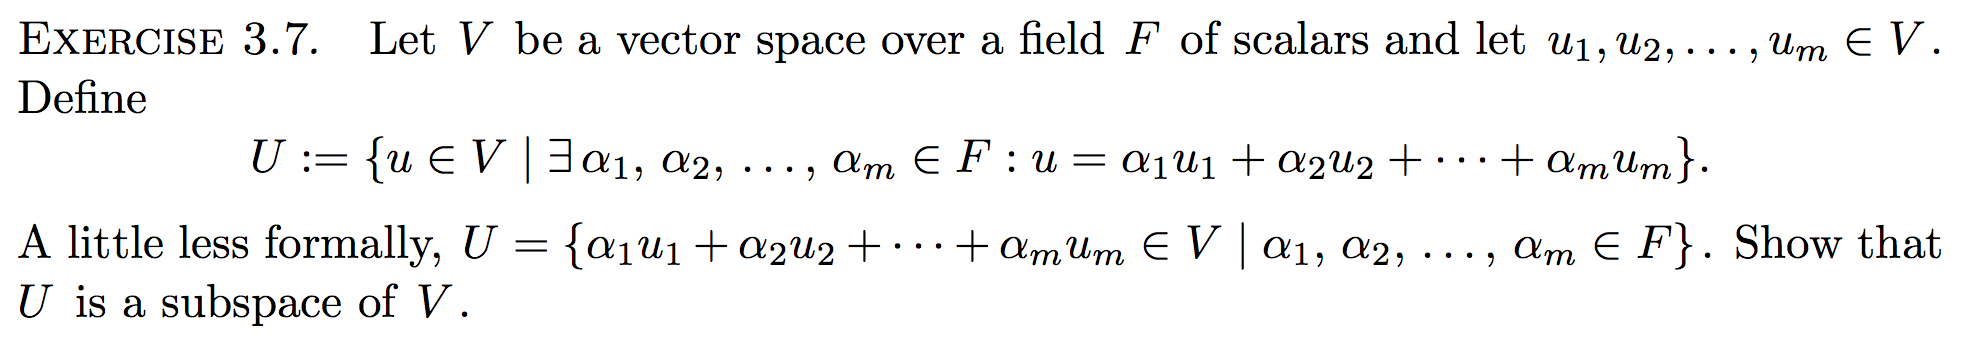 EXERCISE 3.7. Let V be a vector space over a field F of scalars and let u₁, u₂, . . . , uₘ ∈ V.
Define
U := {u ∈ V | ∃ α₁, α₂, . . . , αₘ ∈ F : u = α₁u₁ + α₂u₂ + · · · + αₘuₘ}.
A little less formally, U = {α₁u₁ + α₂u₂ + · · · + αₘuₘ ∈ V | α₁, α₂, . . . , αₘ ∈ F}. Show that
U is a subspace of V.